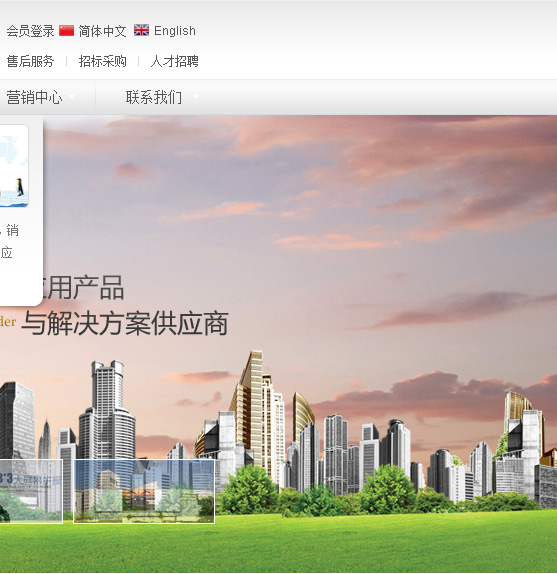 会员登录 简体中文 English
售后服务 招标采购 人才招聘
营销中心 联系我们
销
应
应用产品
der 与解决方案供应商